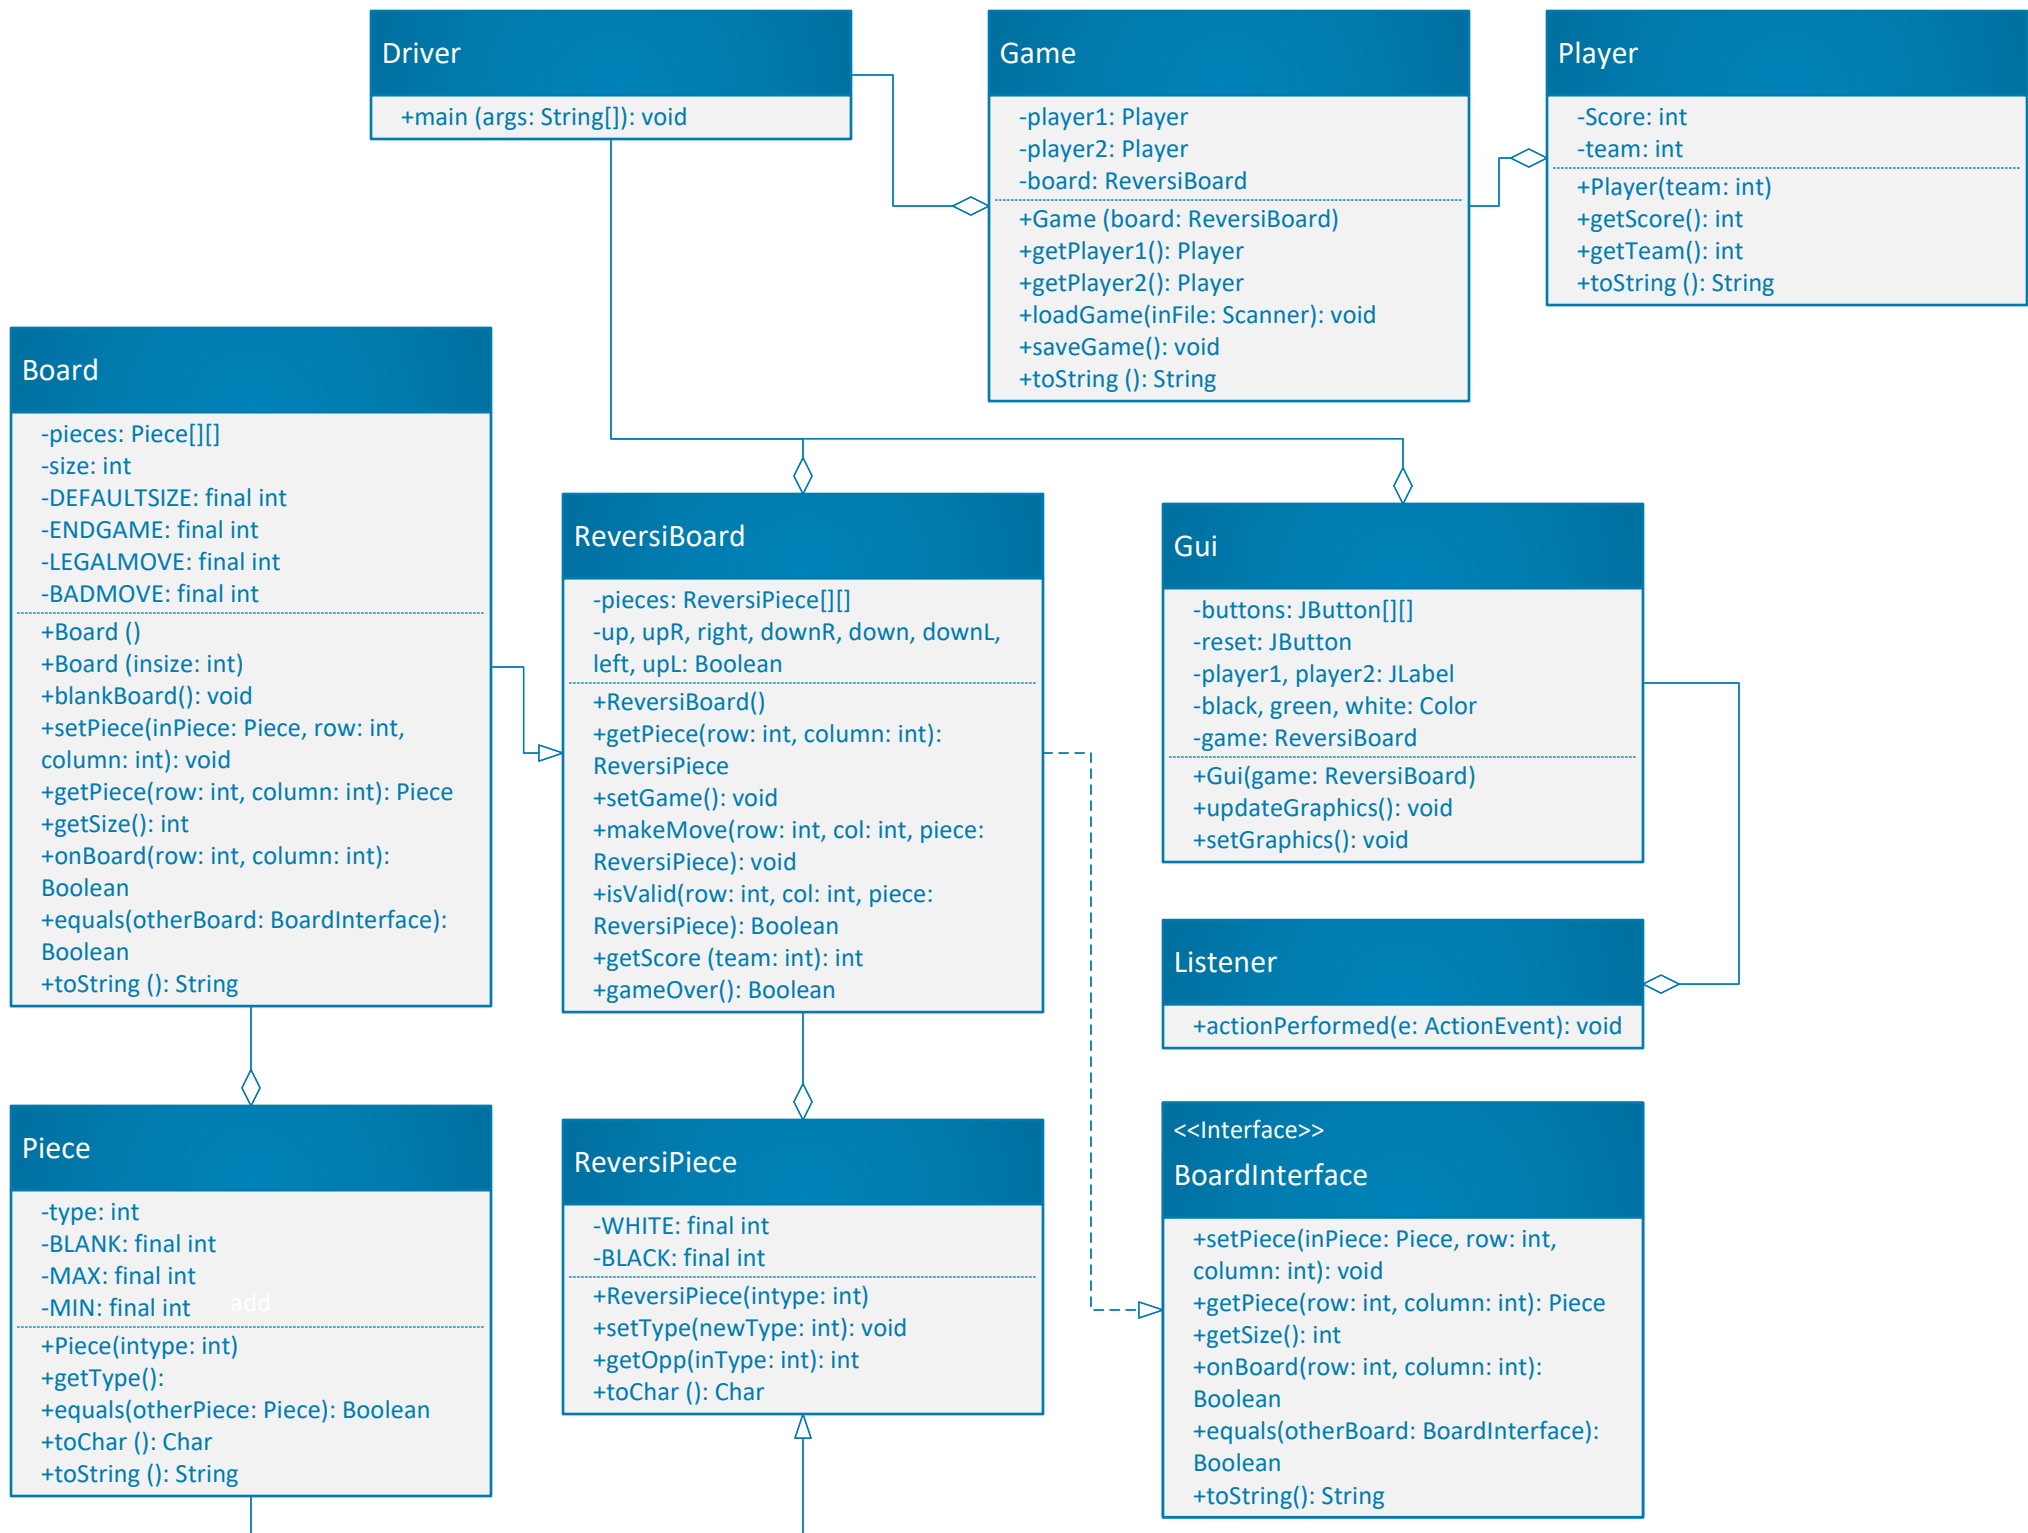 Driver
+main (args: String[]): void
Game
-player1: Player
-player2: Player
-board: ReversiBoard
+Game (board: ReversiBoard)
+getPlayer1(): Player
+getPlayer2(): Player
+loadGame(inFile: Scanner): void
+saveGame(): void
+toString (): String
Player
-Score: int
-team: int
+Player(team: int)
+getScore(): int
+getTeam(): int
+toString (): String
Board
-pieces: Piece[][]
-size: int
-DEFAULTSIZE: final int
-ENDGAME: final int
-LEGALMOVE: final int
-BADMOVE: final int
+Board ()
+Board (insize: int)
+blankBoard(): void
+setPiece(inPiece: Piece, row: int,
column: int): void
+getPiece(row: int, column: int): Piece
+getSize(): int
+onBoard(row: int, column: int):
Boolean
+equals(otherBoard: BoardInterface):
Boolean
+toString (): String
ReversiBoard
-pieces: ReversiPiece[][]
-up, upR, right, downR, down, downL,
left, upL: Boolean
+ReversiBoard()
+getPiece(row: int, column: int):
ReversiPiece
+setGame(): void
+makeMove(row: int, col: int, piece:
ReversiPiece): void
+isValid(row: int, col: int, piece:
ReversiPiece): Boolean
+getScore (team: int): int
+gameOver(): Boolean
Gui
-buttons: JButton[][]
-reset: JButton
-player1, player2: JLabel
-black, green, white: Color
-game: ReversiBoard
+Gui(game: ReversiBoard)
+updateGraphics(): void
+setGraphics(): void
Listener
+actionPerformed(e: ActionEvent): void
Piece
-type: int
-BLANK: final int
-MAX: final int
-MIN: final int
add
+Piece(intype: int)
+getType():
+equals(otherPiece: Piece): Boolean
+toChar (): Char
+toString (): String
ReversiPiece
-WHITE: final int
-BLACK: final int
+ReversiPiece(intype: int)
+setType(newType: int): void
+getOpp(inType: int): int
+toChar (): Char
<<Interface>>
BoardInterface
+setPiece(inPiece: Piece, row: int,
column: int): void
+getPiece(row: int, column: int): Piece
+getSize(): int
+onBoard(row: int, column: int):
Boolean
+equals(otherBoard: BoardInterface):
Boolean
+toString(): String